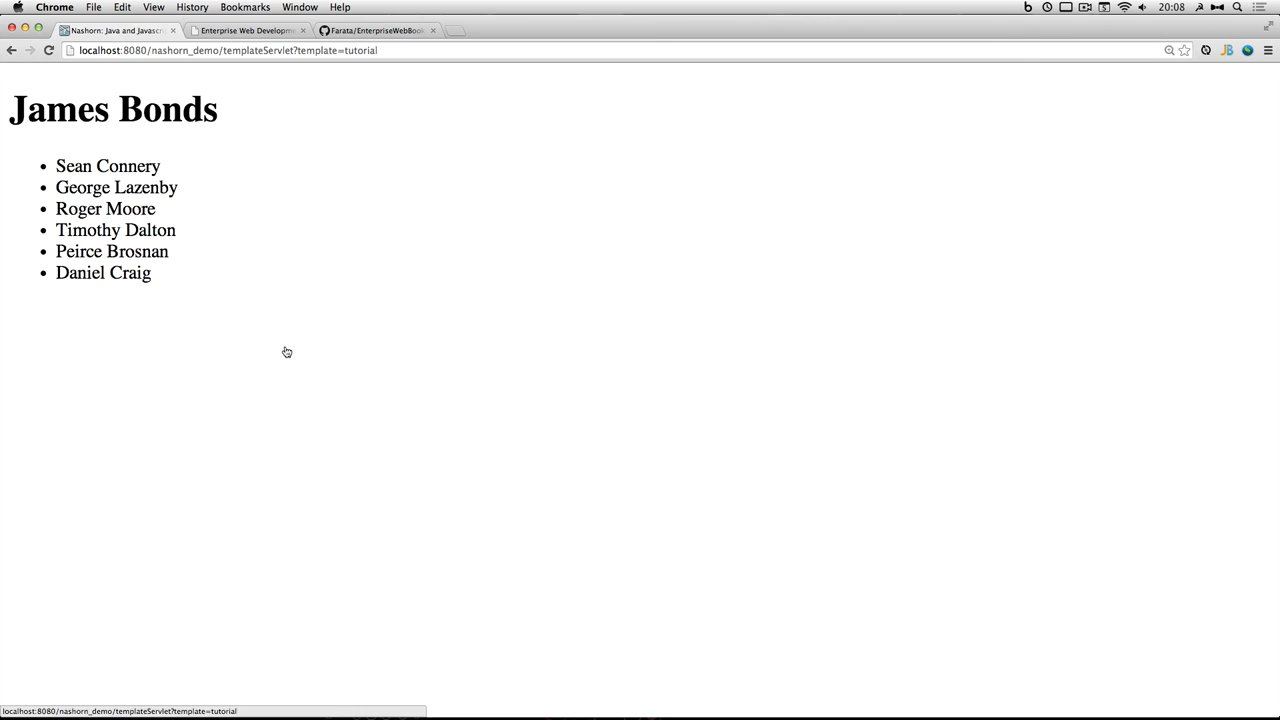 Chrome File Edit View History Bookmarks Window Help 20:08
Nashorn: Java and Javascri Enterprise Web Developme Farata/EnterpriseWebBook
localhost:8080/nashorn_demo/templateServlet?template=tutorial
James Bonds
Sean Connery
George Lazenby
Roger Moore
Timothy Dalton
Peirce Brosnan
Daniel Craig
localhost:8080/nashorn_demo/templateServlet?template=tutorial